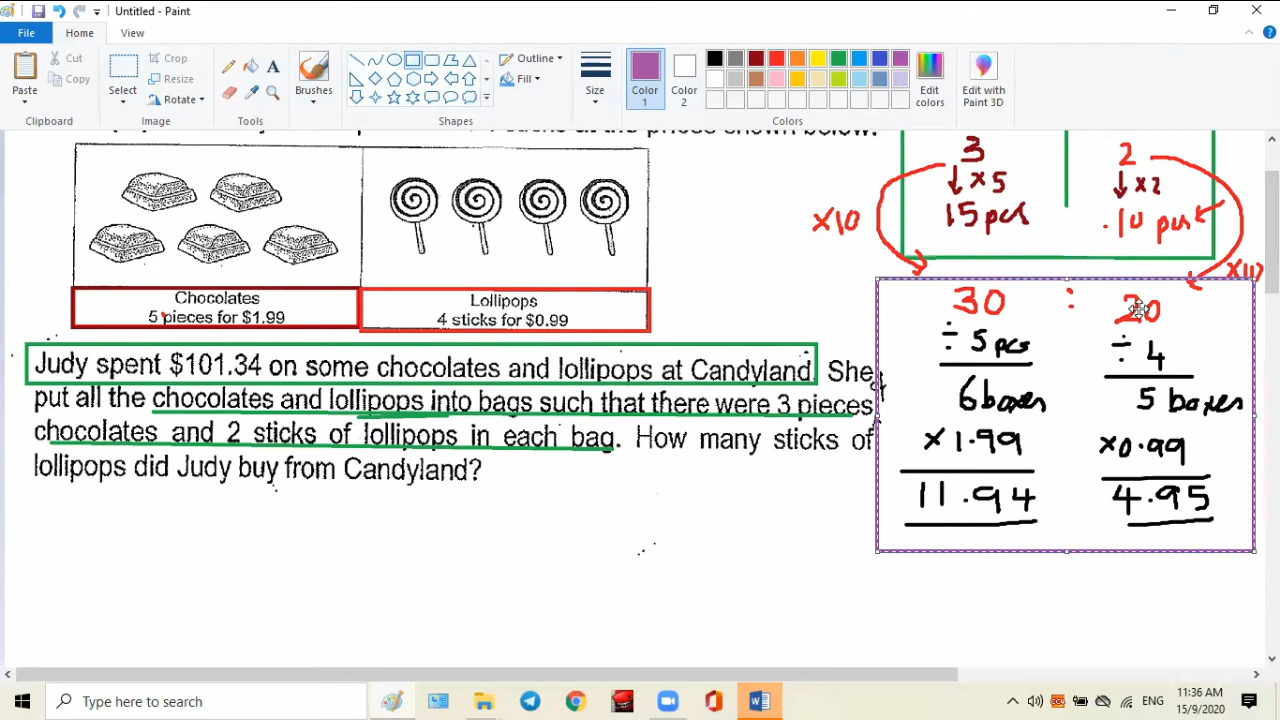 Untitled - Paint
File
Home
View
Paste
Cut
Copy
Clipboard
Select
Crop
Resize
Rotate
Image
Tools
Brushes
Shapes
Outline
Fill
Size
Color 1
Color 2
Edit colors
Colors
Edit with Paint 3D
at the prices shown below.
Chocolates
5 pieces for $1.99
Lollipops
4 sticks for $0.99
Judy spent $101.34 on some chocolates and lollipops at Candyland. She
put all the chocolates and lollipops into bags such that there were 3 pieces of
chocolates and 2 sticks of lollipops in each bag. How many sticks of
lollipops did Judy buy from Candyland?
3 2
↓ ×5 ↓ ×2
×10 15 pcs 10 pcs
30 : 20
÷ 5 pcs ÷ 4
6 boxes 5 boxes
×1.99 ×0.99
11.94 4.95
Type here to search
ENG
11:36 AM
15/9/2020